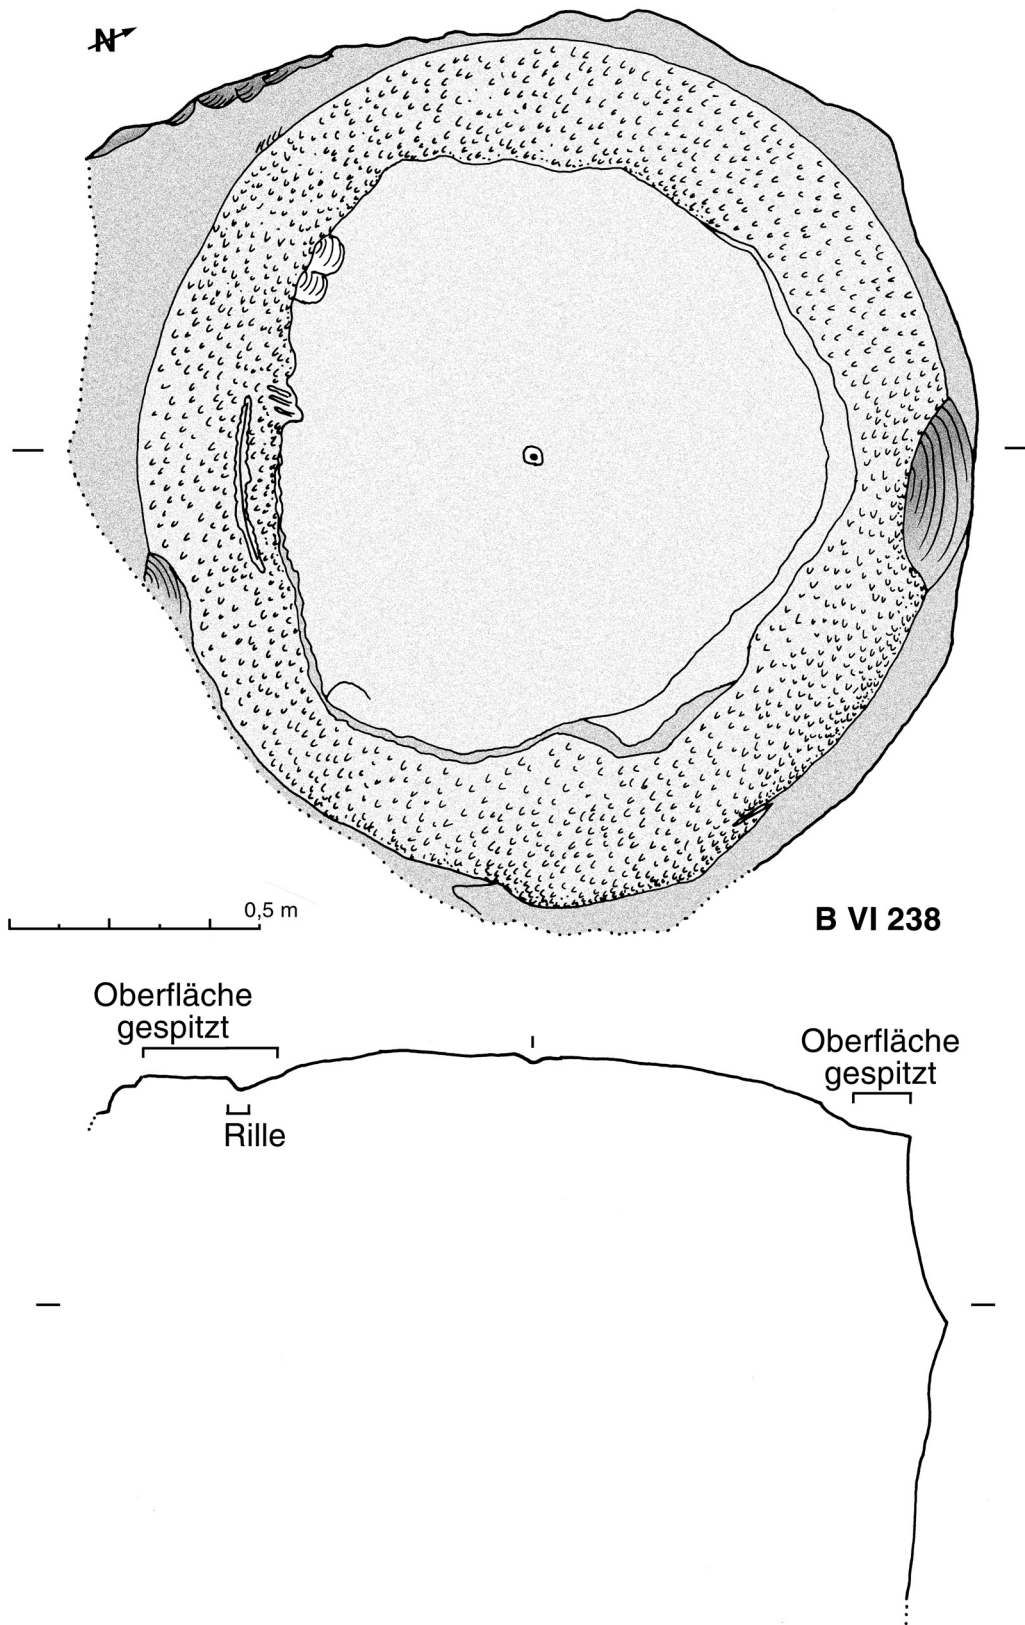 N
0,5 m
B VI 238
Oberfläche
gespitzt
Oberfläche
gespitzt
Rille